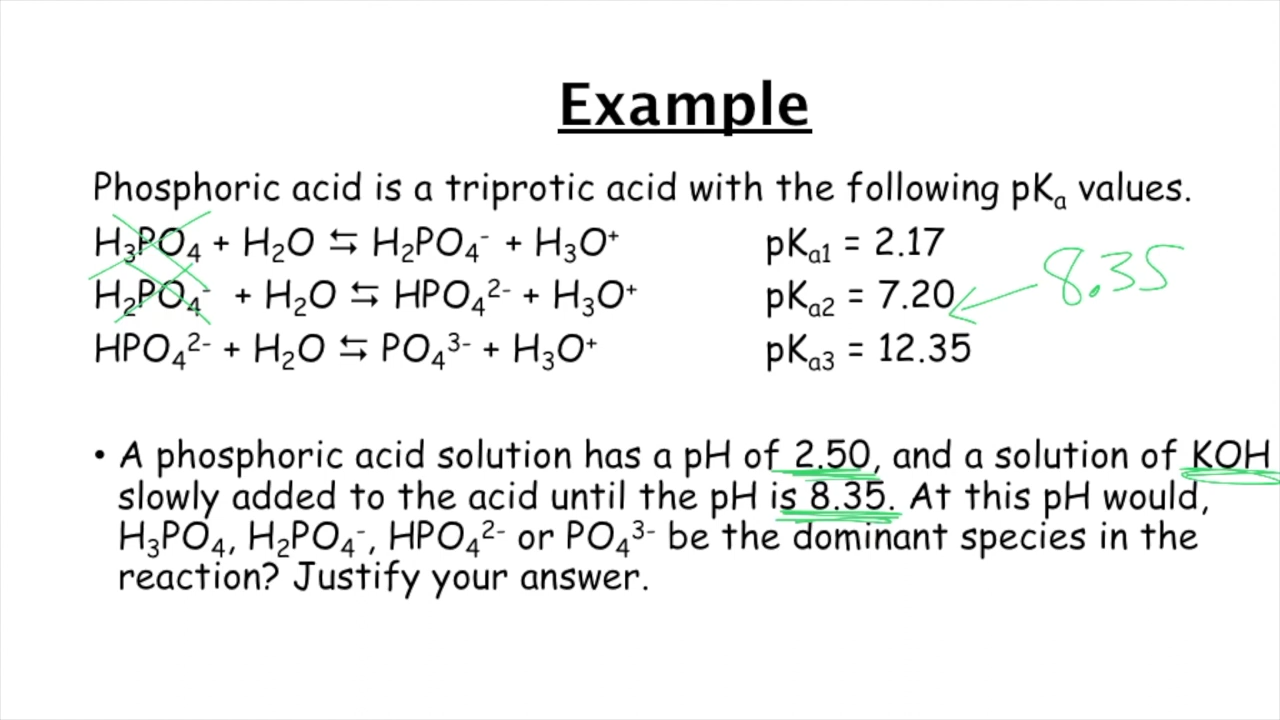 Example
Phosphoric acid is a triprotic acid with the following pKₐ values.
H₃PO₄ + H₂O ⇆ H₂PO₄⁻ + H₃O⁺ pKₐ₁ = 2.17
H₂PO₄⁻ + H₂O ⇆ HPO₄²⁻ + H₃O⁺ pKₐ₂ = 7.20 8.35
HPO₄²⁻ + H₂O ⇆ PO₄³⁻ + H₃O⁺ pKₐ₃ = 12.35
• A phosphoric acid solution has a pH of 2.50, and a solution of KOH
slowly added to the acid until the pH is 8.35. At this pH would,
H₃PO₄, H₂PO₄⁻, HPO₄²⁻ or PO₄³⁻ be the dominant species in the
reaction? Justify your answer.